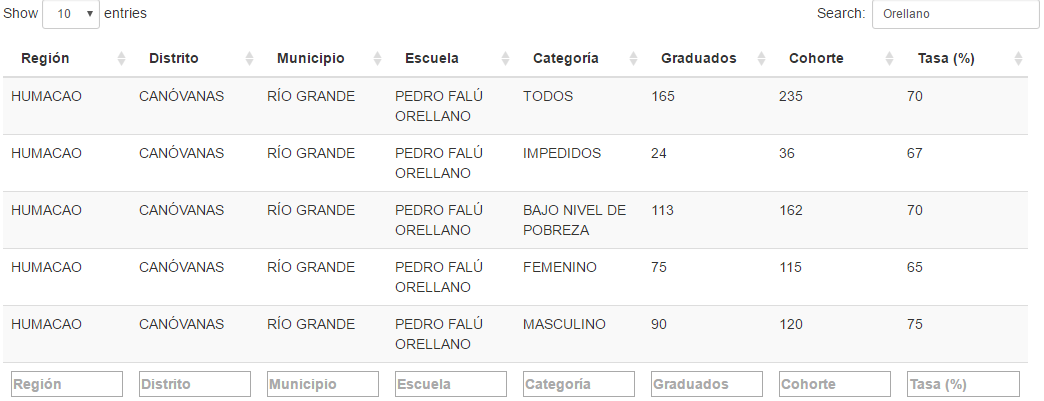 Show 10 entries Search: Orellano
Región Distrito Municipio Escuela Categoría Graduados Cohorte Tasa (%)
HUMACAO CANÓVANAS RÍO GRANDE PEDRO FALÚ TODOS 165 235 70
ORELLANO
HUMACAO CANÓVANAS RÍO GRANDE PEDRO FALÚ IMPEDIDOS 24 36 67
ORELLANO
HUMACAO CANÓVANAS RÍO GRANDE PEDRO FALÚ BAJO NIVEL DE 113 162 70
ORELLANO POBREZA
HUMACAO CANÓVANAS RÍO GRANDE PEDRO FALÚ FEMENINO 75 115 65
ORELLANO
HUMACAO CANÓVANAS RÍO GRANDE PEDRO FALÚ MASCULINO 90 120 75
ORELLANO
Región Distrito Municipio Escuela Categoría Graduados Cohorte Tasa (%)